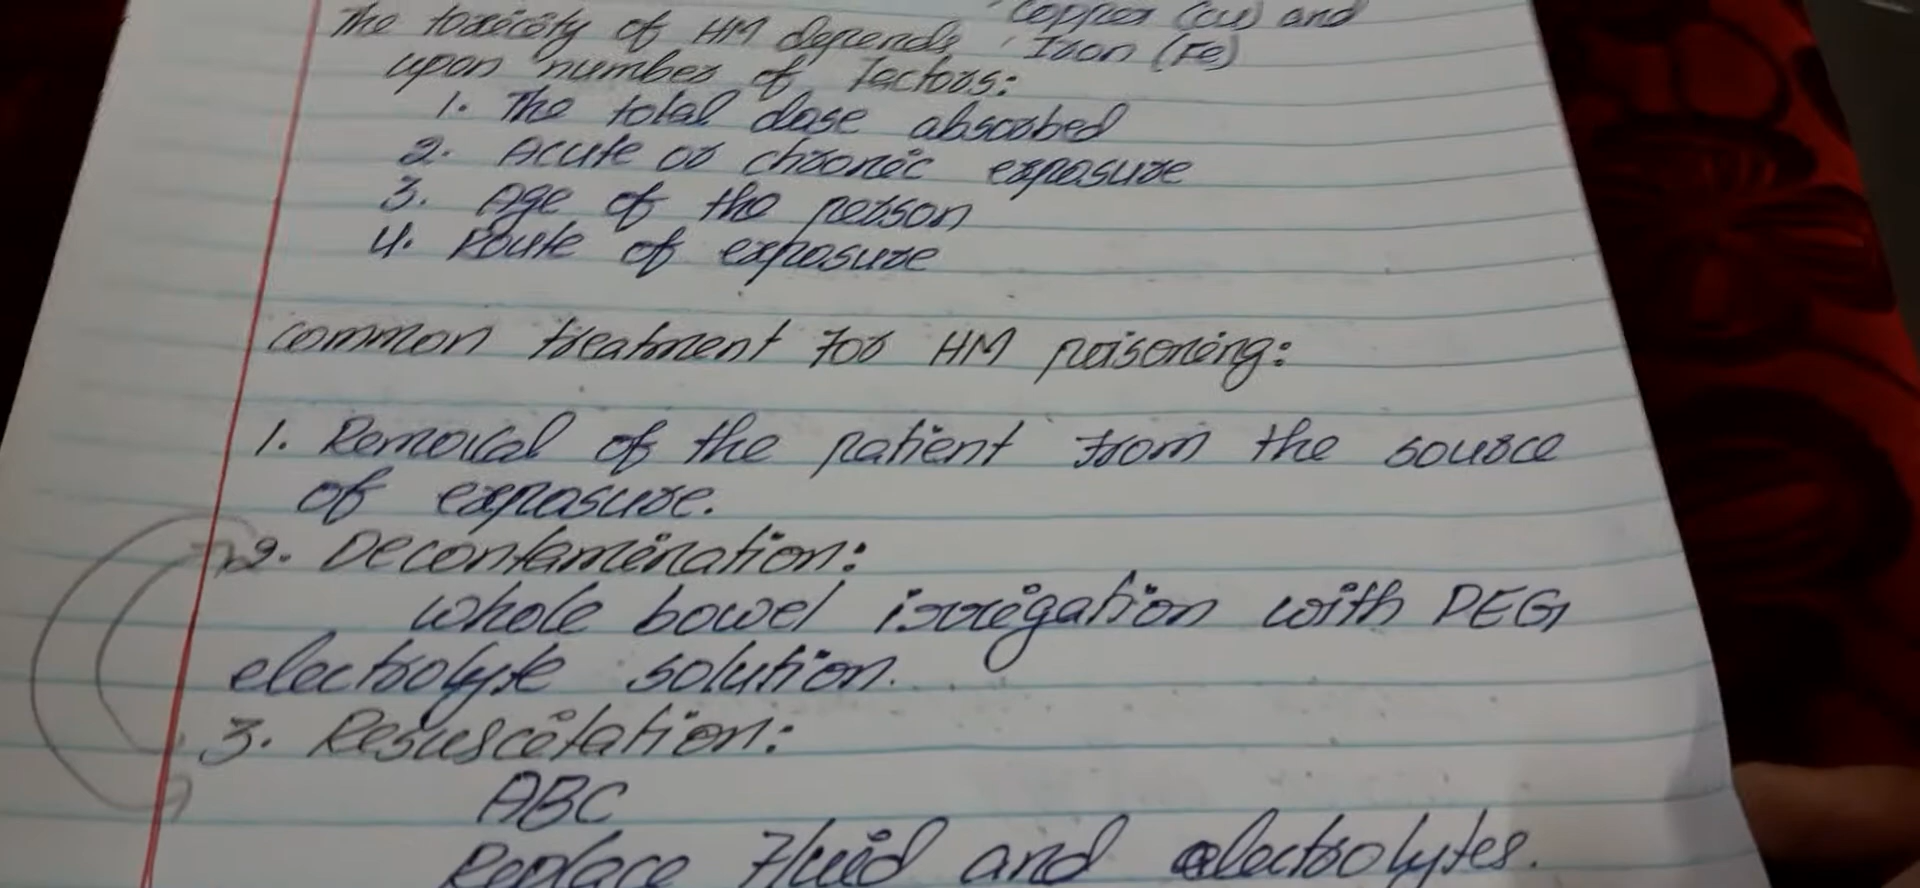 Copper (Cu) and
The toxicity of HM depends Iron (Fe)
upon number of factors:
1. The total dose absorbed
2. Acute or chronic exposure
3. Age of the person
4. Route of exposure
common treatment for HM poisoning:
1. Removal of the patient from the source
of exposure.
2. Decontamination:
whole bowel irrigation with PEG
electrolyte solution.
3. Resuscitation:
ABC
Replace Fluid and electrolytes.